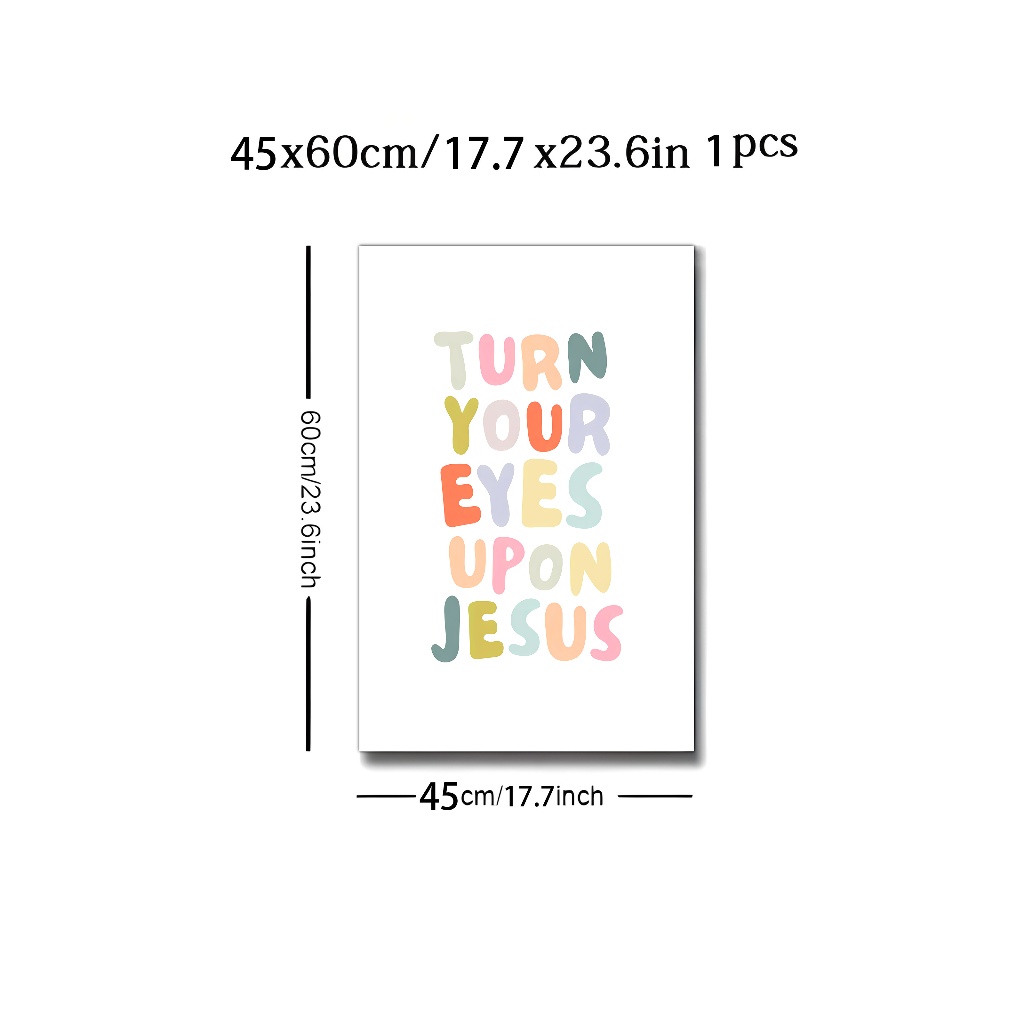 45x60cm/17.7 x23.6in 1pcs
60cm/23.6inch
TURN
YOUR
EYES
UPON
JESUS
45cm/17.7inch